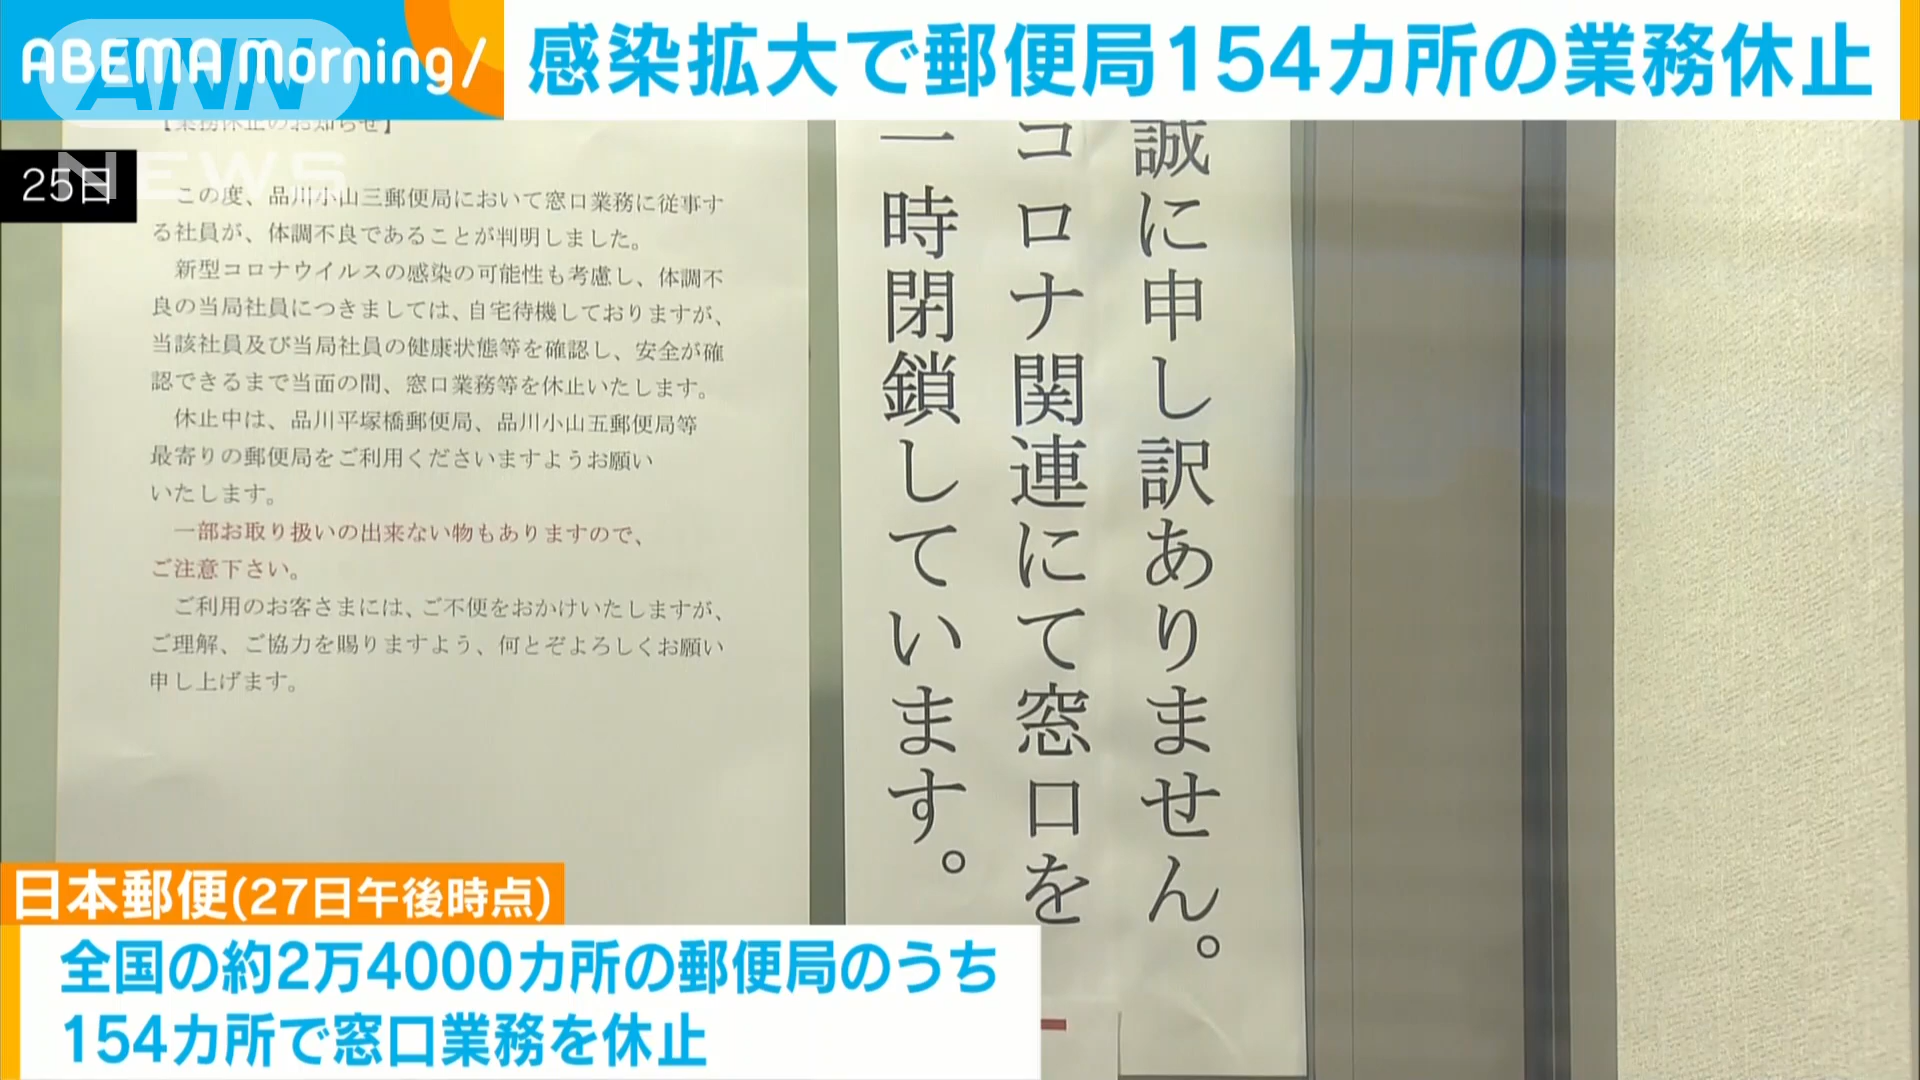 ABEMA Morning/
ANN
NEWS
感染拡大で郵便局154カ所の業務休止
25日
【業務休止のお知らせ】
この度、品川小山三郵便局において窓口業務に従事す
る社員が、体調不良であることが判明しました。
新型コロナウイルスの感染の可能性も考慮し、体調不
良の当局社員につきましては、自宅待機しておりますが、
当該社員及び当局社員の健康状態等を確認し、安全が確
認できるまで当面の間、窓口業務等を休止いたします。
休止中は、品川平塚橋郵便局、品川小山五郵便局等
最寄りの郵便局をご利用くださいますようお願い
いたします。
一部お取り扱いの出来ない物もありますので、
ご注意下さい。
ご利用のお客さまには、ご不便をおかけいたしますが、
ご理解、ご協力を賜りますよう、何とぞよろしくお願い
申し上げます。
誠に申し訳ありません。
コロナ関連にて窓口を
一時閉鎖しています。
日本郵便(27日午後時点)
全国の約2万4000カ所の郵便局のうち
154カ所で窓口業務を休止